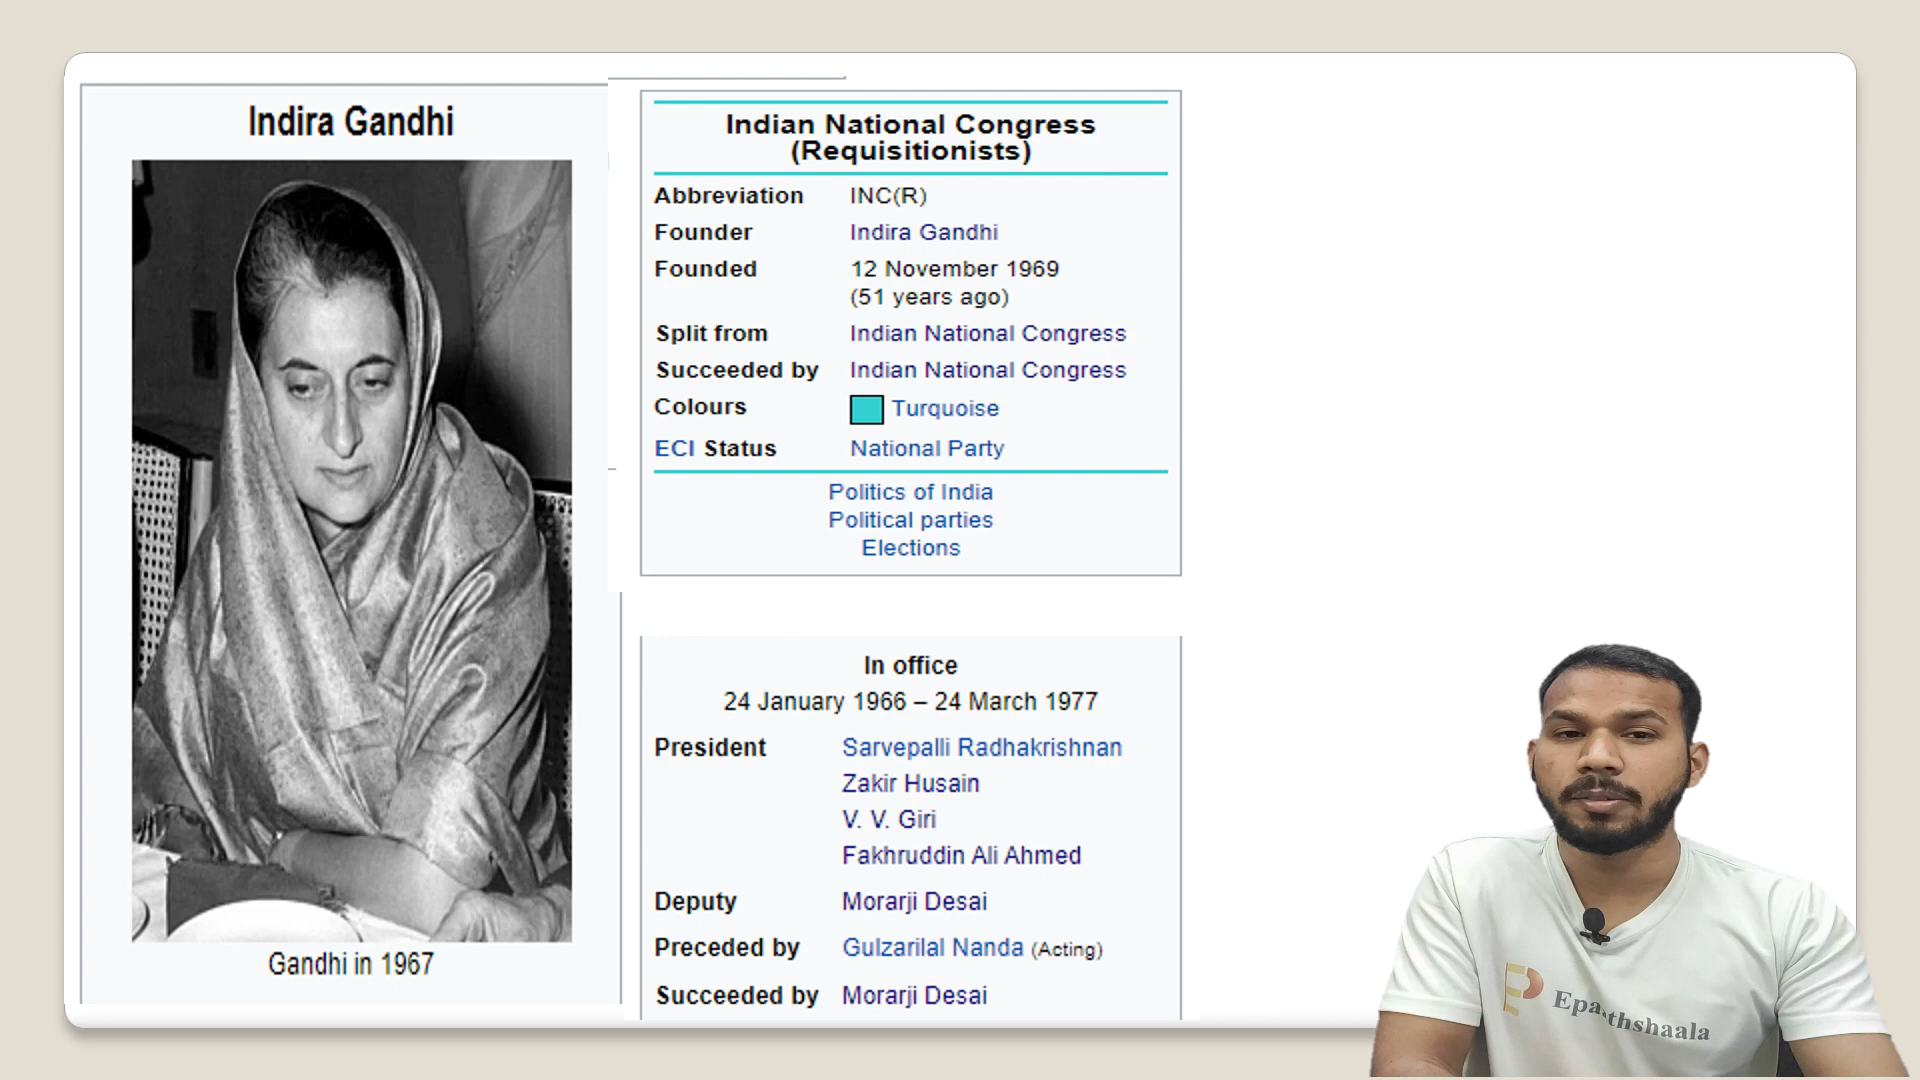 Indira Gandhi
Gandhi in 1967
Indian National Congress
(Requisitionists)
Abbreviation INC(R)
Founder Indira Gandhi
Founded 12 November 1969
(51 years ago)
Split from Indian National Congress
Succeeded by Indian National Congress
Colours Turquoise
ECI Status National Party
Politics of India
Political parties
Elections
In office
24 January 1966 – 24 March 1977
President Sarvepalli Radhakrishnan
Zakir Husain
V. V. Giri
Fakhruddin Ali Ahmed
Deputy Morarji Desai
Preceded by Gulzarilal Nanda (Acting)
Succeeded by Morarji Desai
Epathshaala